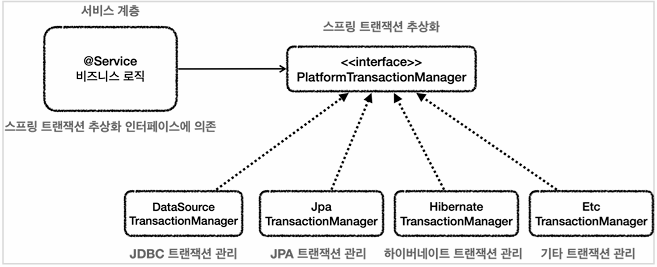 서비스 계층
스프링 트랜잭션 추상화
@Service
비즈니스 로직
<<interface>>
PlatformTransactionManager
스프링 트랜잭션 추상화 인터페이스에 의존
DataSource
TransactionManager
Jpa
TransactionManager
Hibernate
TransactionManager
Etc
TransactionManager
JDBC 트랜잭션 관리
JPA 트랜잭션 관리
하이버네이트 트랜잭션 관리
기타 트랜잭션 관리